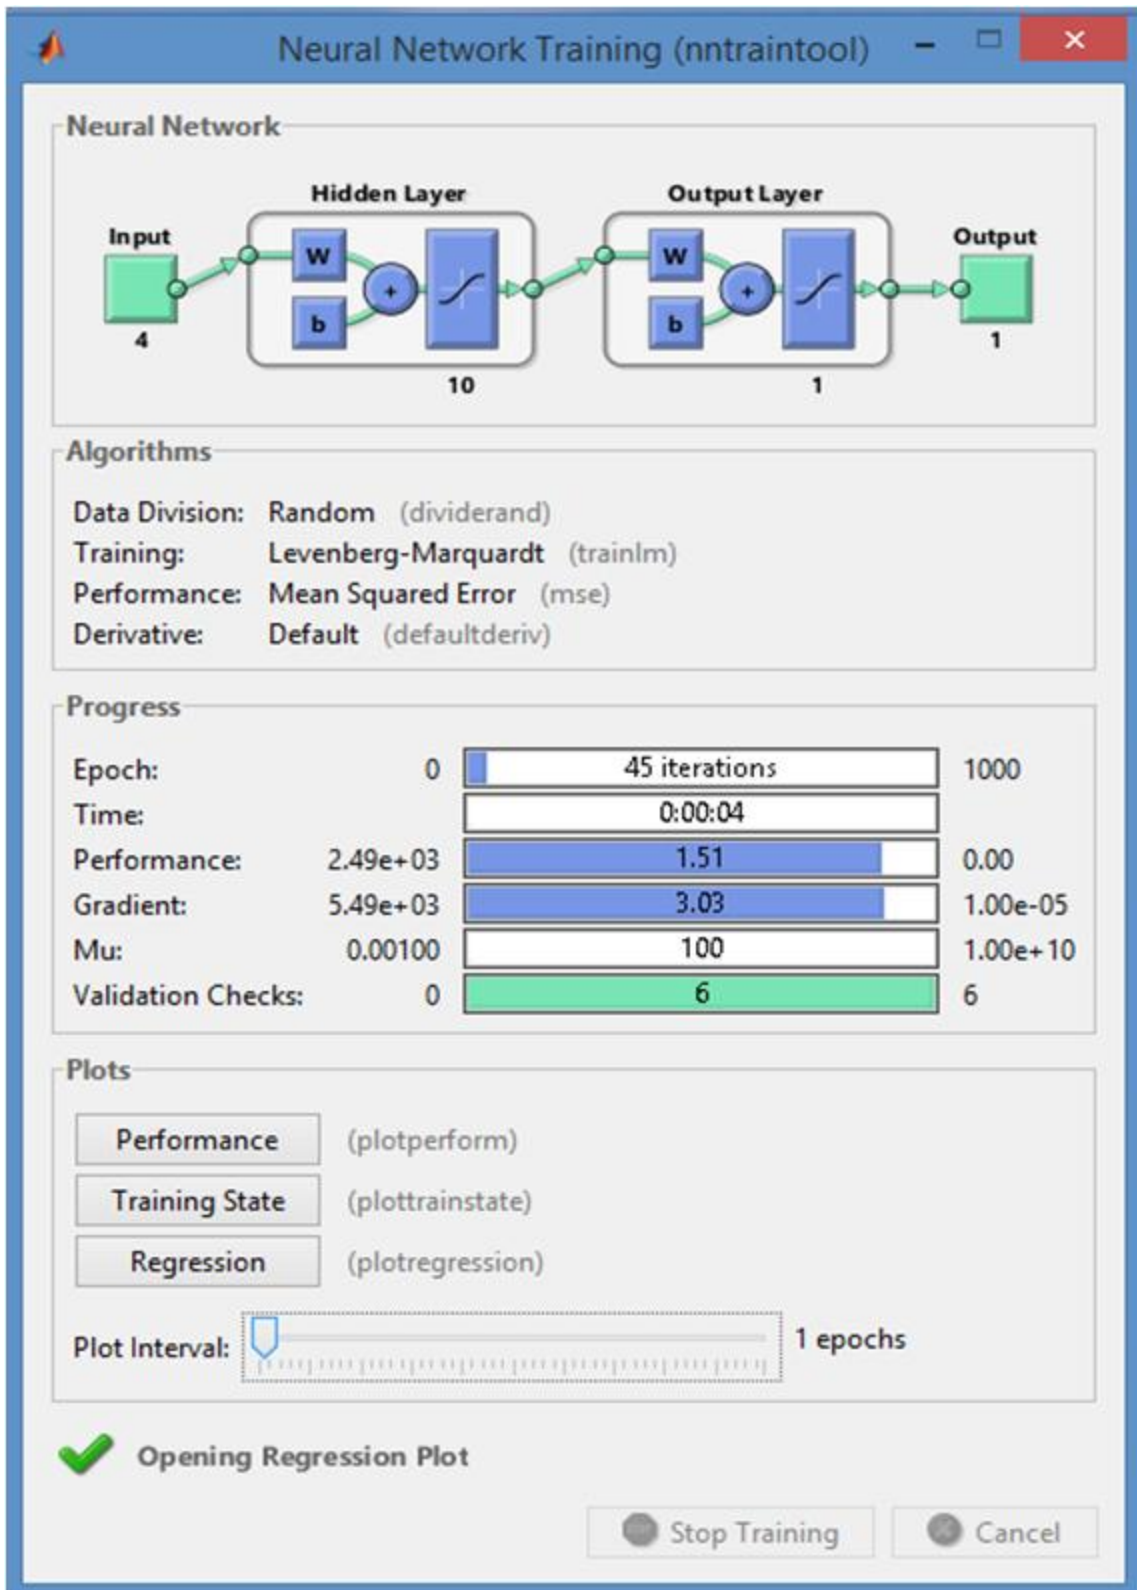 Neural Network Training (nntraintool)
Neural Network
Hidden Layer Output Layer
Input Output
W W
b b
+ +
4 1
10 1
Algorithms
Data Division: Random (dividerand)
Training: Levenberg-Marquardt (trainlm)
Performance: Mean Squared Error (mse)
Derivative: Default (defaultderiv)
Progress
Epoch: 0 45 iterations 1000
Time: 0:00:04
Performance: 2.49e+03 1.51 0.00
Gradient: 5.49e+03 3.03 1.00e-05
Mu: 0.00100 100 1.00e+10
Validation Checks: 0 6 6
Plots
Performance (plotperform)
Training State (plottrainstate)
Regression (plotregression)
Plot Interval: 1 epochs
Opening Regression Plot
Stop Training Cancel